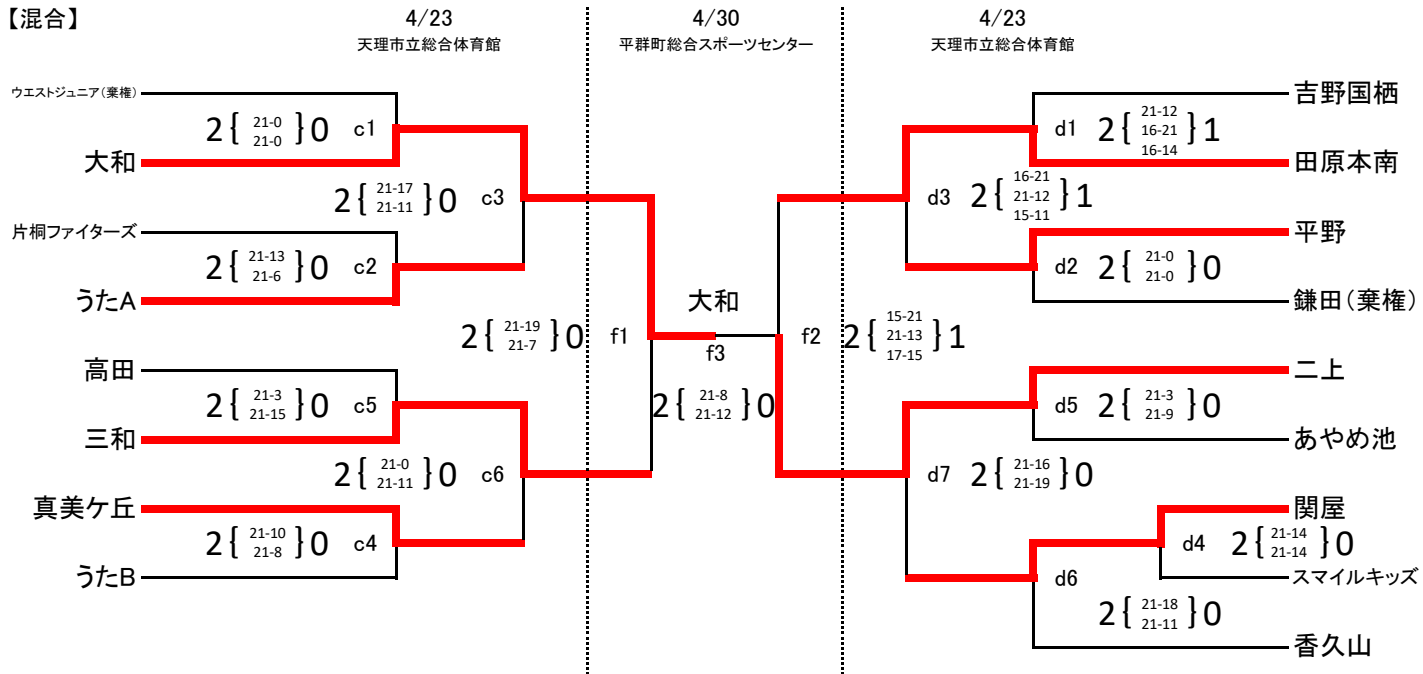 【混合】
4/23
天理市立総合体育館
4/30
平群町総合スポーツセンター
4/23
天理市立総合体育館
ウエストジュニア(棄権)
2{ 21-0 }0 c1
21-0
大和
2{ 21-17 }0 c3
21-11
片桐ファイターズ
2{ 21-13 }0 c2
21-6
うたA
2{ 21-19 }0 f1
21-7
高田
2{ 21-3 }0 c5
21-15
三和
2{ 21-0 }0 c6
21-11
真美ケ丘
2{ 21-10 }0 c4
21-8
うたB
大和
f3
2{ 21-8 }0
21-12
吉野国栖
d1 2{ 21-12 }1
16-21
16-14
田原本南
d3 2{ 16-21 }1
21-12
15-11
平野
d2 2{ 21-0 }0
21-0
鎌田(棄権)
f2 2{ 15-21 }1
21-13
17-15
二上
d5 2{ 21-3 }0
21-9
あやめ池
d7 2{ 21-16 }0
21-19
関屋
d4 2{ 21-14 }0
21-14
スマイルキッズ
d6
2{ 21-18 }0
21-11
香久山